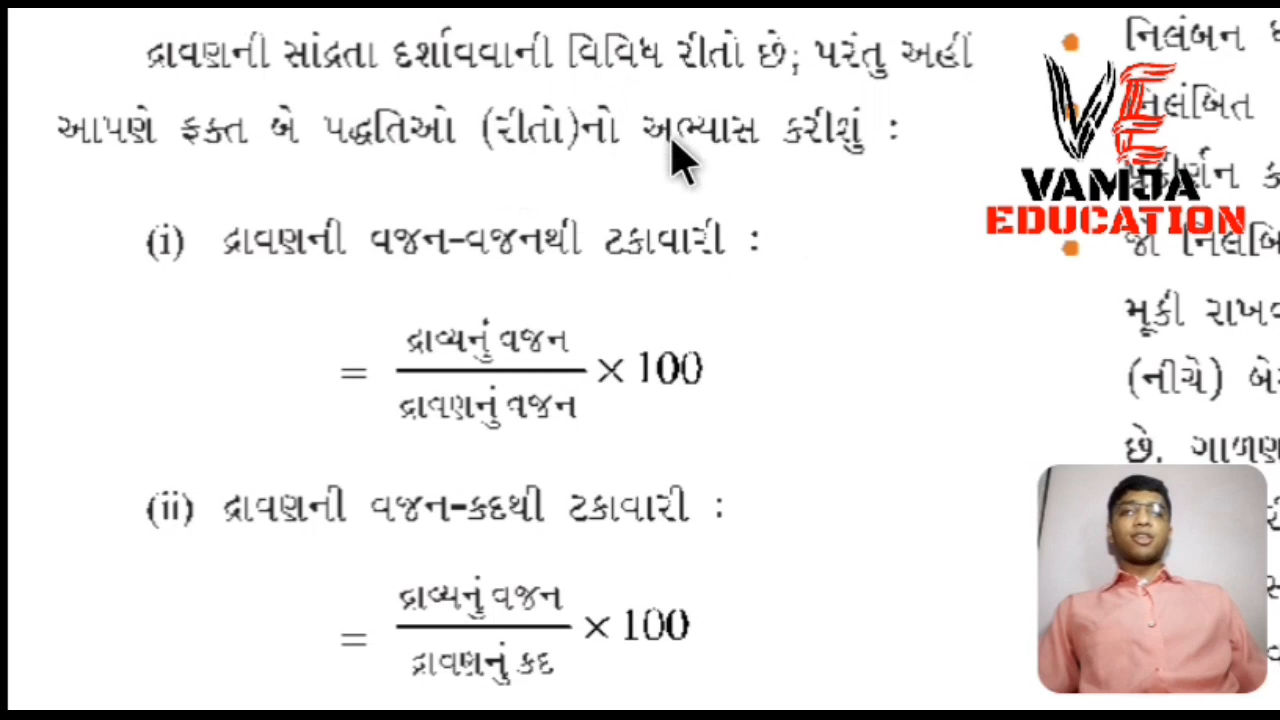 દ્રાવણની સાંદ્રતા દર્શાવવાની વિવિધ રીતો છે; પરંતુ અહીં
આપણે ફક્ત બે પદ્ધતિઓ (રીતો)નો અભ્યાસ કરીશું :
(i) દ્રાવણની વજન-વજનથી ટકાવારી :
= દ્રાવ્યનું વજન × 100
દ્રાવણનું વજન
(ii) દ્રાવણની વજન-કદથી ટકાવારી :
= દ્રાવ્યનું વજન × 100
દ્રાવણનું કદ
નિલંબન
VE
VAMJA
EDUCATION
મૂકી
(નીચે)
છે.